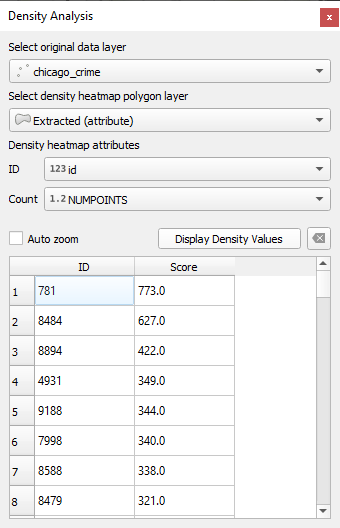 Density Analysis x
Select original data layer
chicago_crime
Select density heatmap polygon layer
Extracted (attribute)
Density heatmap attributes
ID 123 id
Count 1.2 NUMPOINTS
Auto zoom Display Density Values
ID Score
1 781 773.0
2 8484 627.0
3 8894 422.0
4 4931 349.0
5 9188 344.0
6 7998 340.0
7 8588 338.0
8 8479 321.0